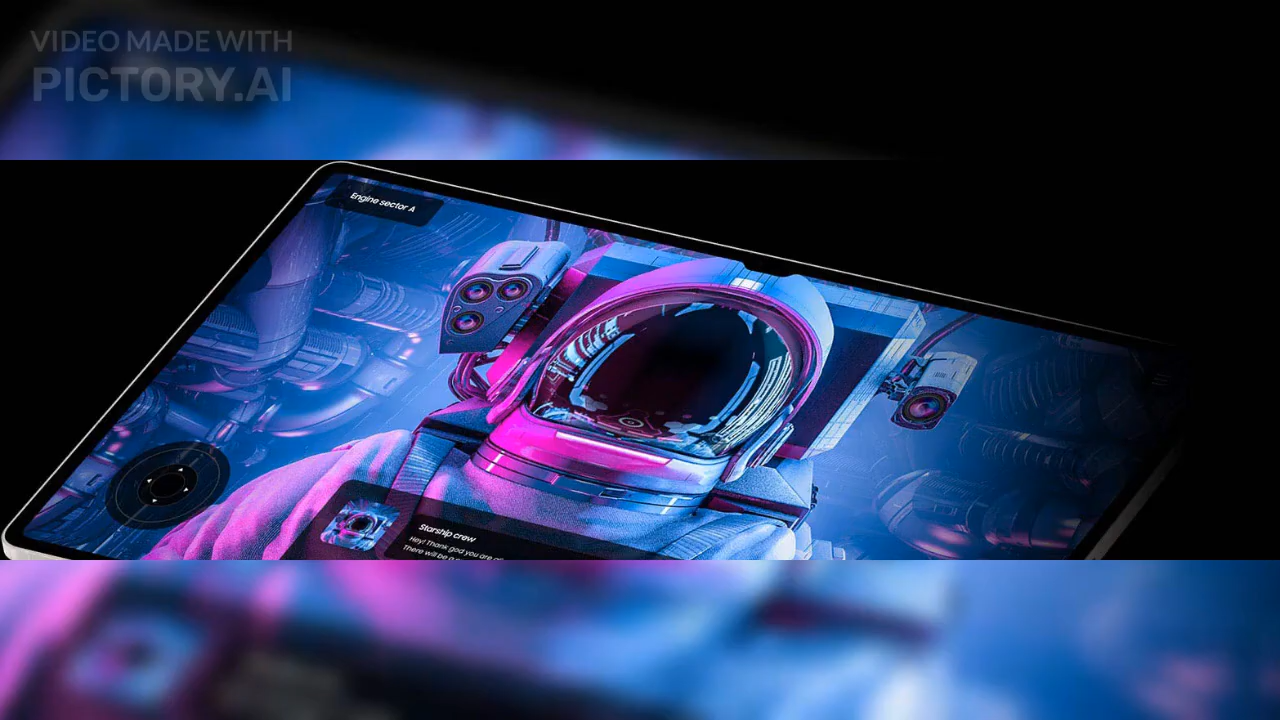 VIDEO MADE WITH
PICTORY.AI
Engine sector A
Starship crew
Hey! Thank god you are
There will be